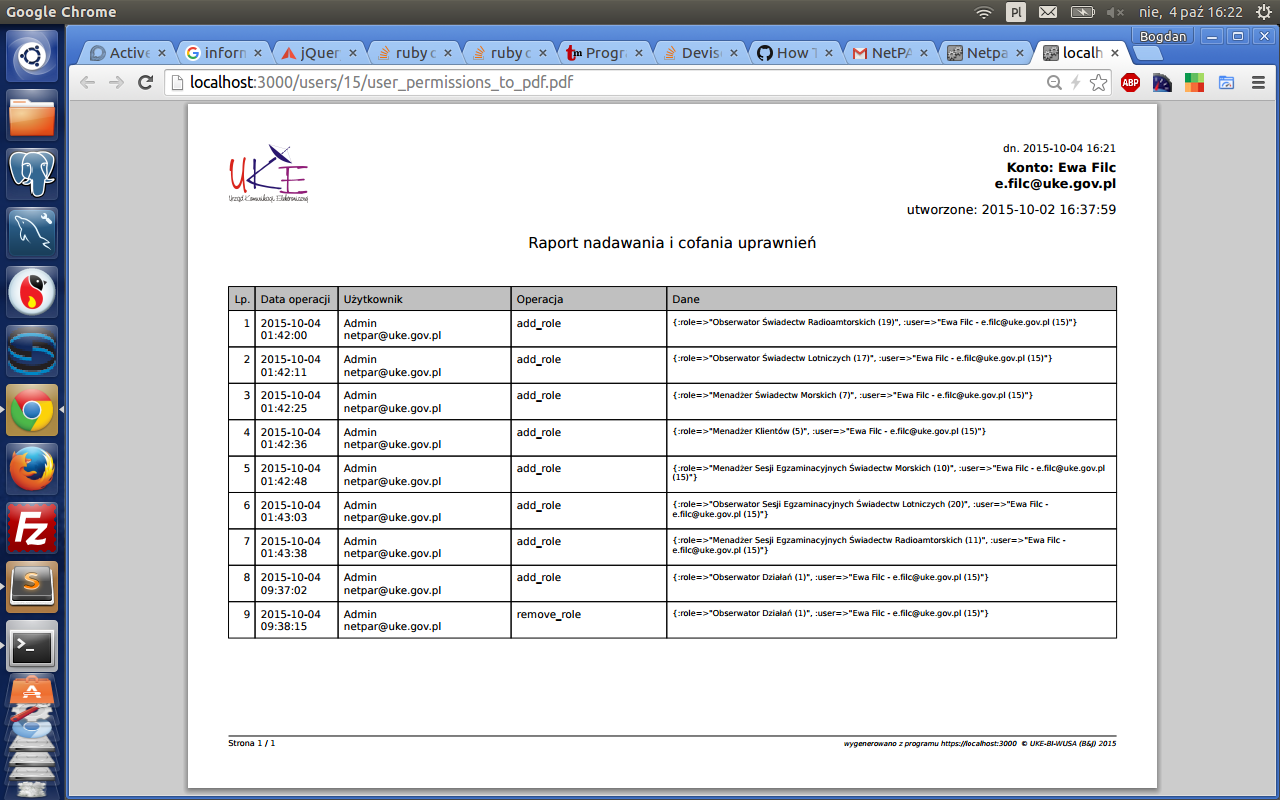 Google Chrome
Pl
nie, 4 paź 16:22
Bogdan
Active
inform
jQuer
ruby c
ruby c
Progra
Devis
How T
NetPA
Netpa
localh
localhost:3000/users/15/user_permissions_to_pdf.pdf
ABP
UKE
Urząd Komunikacji Elektronicznej
dn. 2015-10-04 16:21
Konto: Ewa Filc
e.filc@uke.gov.pl
utworzone: 2015-10-02 16:37:59
Raport nadawania i cofania uprawnień
Lp. Data operacji Użytkownik Operacja Dane
1 2015-10-04 Admin add_role {:role=>"Obserwator Świadectw Radioamtorskich (19)", :user=>"Ewa Filc - e.filc@uke.gov.pl (15)"}
01:42:00 netpar@uke.gov.pl
2 2015-10-04 Admin add_role {:role=>"Obserwator Świadectw Lotniczych (17)", :user=>"Ewa Filc - e.filc@uke.gov.pl (15)"}
01:42:11 netpar@uke.gov.pl
3 2015-10-04 Admin add_role {:role=>"Menadżer Świadectw Morskich (7)", :user=>"Ewa Filc - e.filc@uke.gov.pl (15)"}
01:42:25 netpar@uke.gov.pl
4 2015-10-04 Admin add_role {:role=>"Menadżer Klientów (5)", :user=>"Ewa Filc - e.filc@uke.gov.pl (15)"}
01:42:36 netpar@uke.gov.pl
5 2015-10-04 Admin add_role {:role=>"Menadżer Sesji Egzaminacyjnych Świadectw Morskich (10)", :user=>"Ewa Filc - e.filc@uke.gov.pl
01:42:48 netpar@uke.gov.pl (15)"}
6 2015-10-04 Admin add_role {:role=>"Obserwator Sesji Egzaminacyjnych Świadectw Lotniczych (20)", :user=>"Ewa Filc -
01:43:03 netpar@uke.gov.pl e.filc@uke.gov.pl (15)"}
7 2015-10-04 Admin add_role {:role=>"Menadżer Sesji Egzaminacyjnych Świadectw Radioamtorskich (11)", :user=>"Ewa Filc -
01:43:38 netpar@uke.gov.pl e.filc@uke.gov.pl (15)"}
8 2015-10-04 Admin add_role {:role=>"Obserwator Działań (1)", :user=>"Ewa Filc - e.filc@uke.gov.pl (15)"}
09:37:02 netpar@uke.gov.pl
9 2015-10-04 Admin remove_role {:role=>"Obserwator Działań (1)", :user=>"Ewa Filc - e.filc@uke.gov.pl (15)"}
09:38:15 netpar@uke.gov.pl
Strona 1 / 1
wygenerowano z programu https://localhost:3000 © UKE-BI-WUSA (B&J) 2015
Fz
S
>_
A